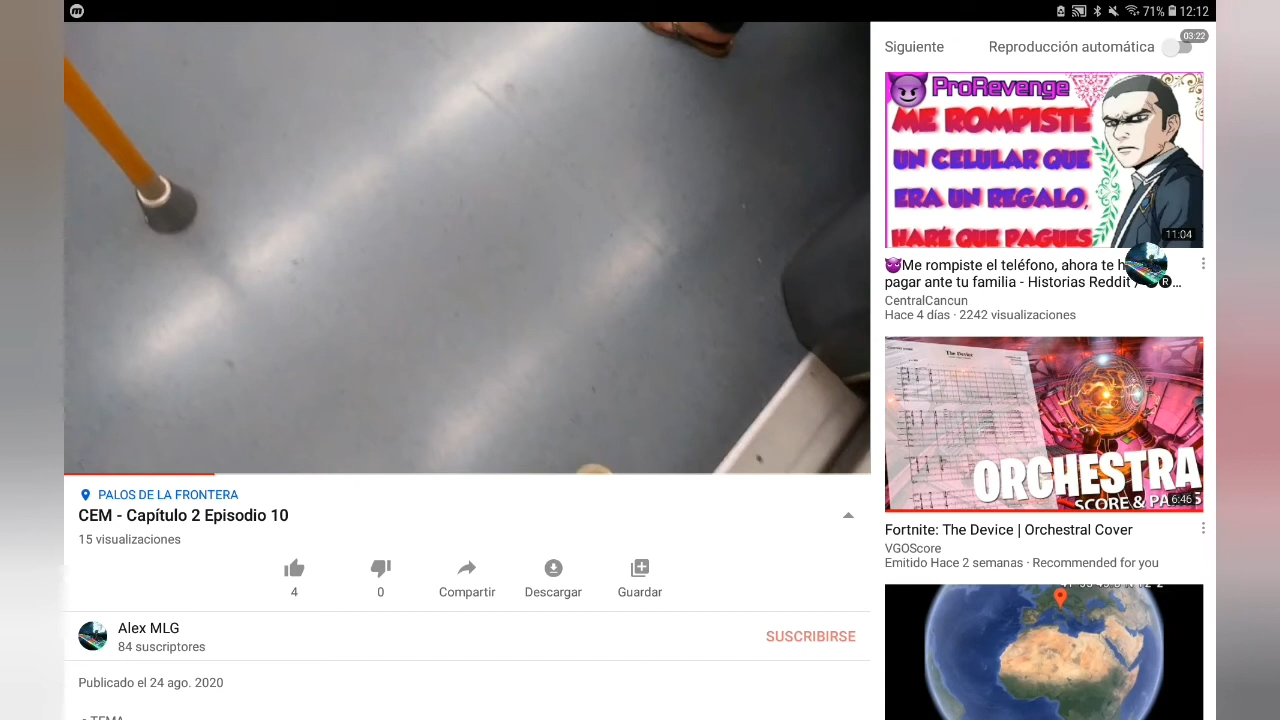 71% 12:12
03:22
Siguiente
Reproducción automática
ProRevenge
ME ROMPISTE
UN CELULAR QUE
ERA UN REGALO,
HARÉ QUE PAGUES
11:04
😈Me rompiste el teléfono, ahora te h
pagar ante tu familia - Historias Reddit / R...
CentralCancun
Hace 4 días · 2242 visualizaciones
The Device
ORCHESTRA
SCORE &
6:46
Fortnite: The Device | Orchestral Cover
VGOScore
Emitido Hace 2 semanas · Recommended for you
PALOS DE LA FRONTERA
CEM - Capítulo 2 Episodio 10
15 visualizaciones
4
0
Compartir
Descargar
Guardar
Alex MLG
84 suscriptores
SUSCRIBIRSE
Publicado el 24 ago. 2020